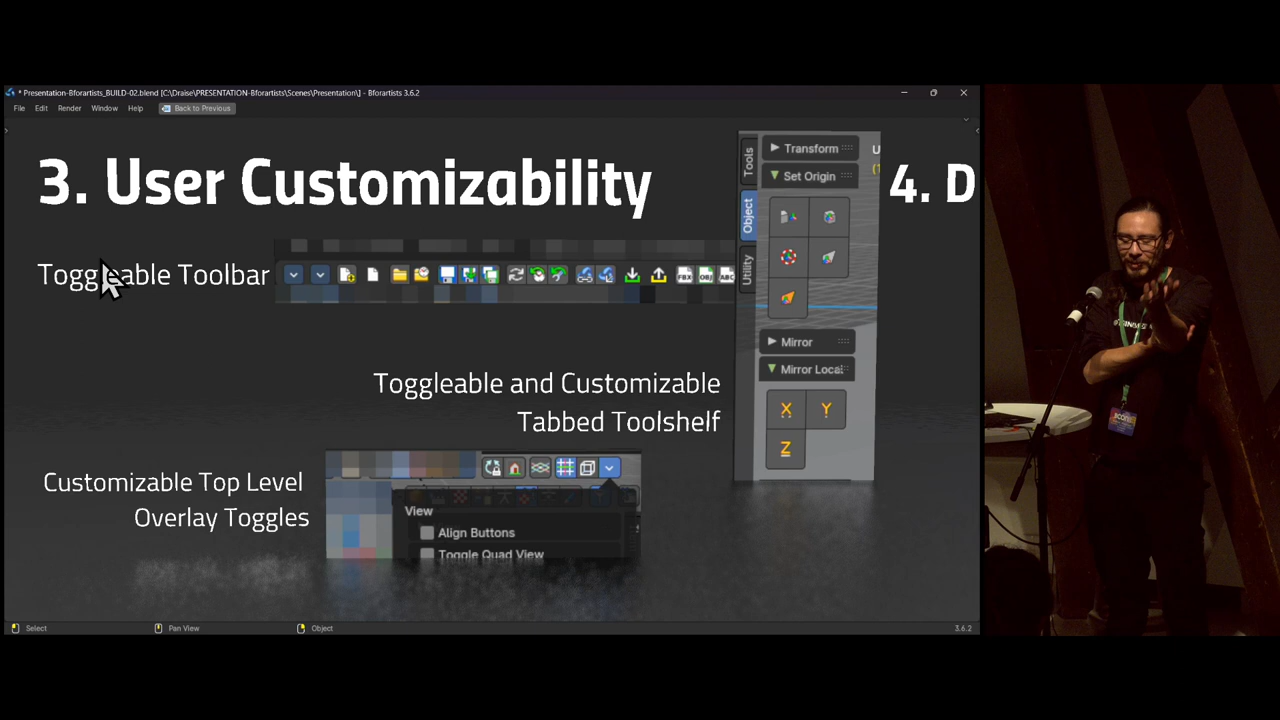 * Presentation-Bforartists_BUILD-02.blend [C:\Draise\PRESENTATION-Bforartists\Scenes\Presentation\] - Bforartists 3.6.2
File Edit Render Window Help Back to Previous
3. User Customizability
4. D
Toggleable Toolbar
FBX OBJ ABC
Tools
Object
Utility
Transform
Set Origin
Mirror
Mirror Local
X Y
Z
Toggleable and Customizable
Tabbed Toolshelf
Customizable Top Level
Overlay Toggles
View
Align Buttons
Toggle Quad View
Select Pan View Object 3.6.2